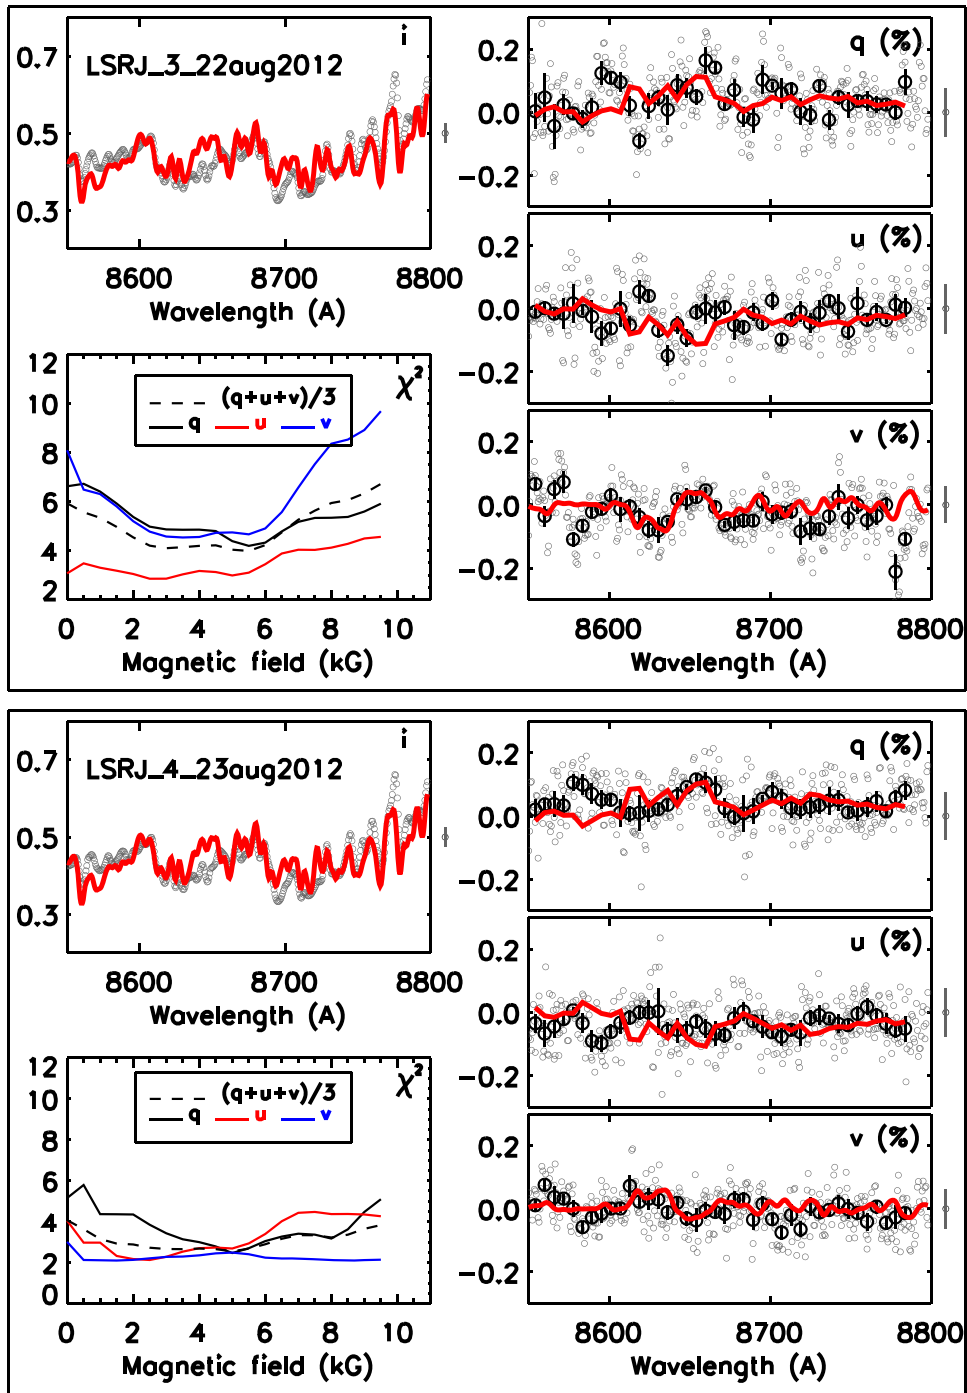 i
LSRJ_3_22aug2012
0.7
0.5
0.3
8600 8700 8800
Wavelength (A)
12
10
8
6
4
2
χ²
(q+u+v)/3
q u v
0 2 4 6 8 10
Magnetic field (kG)
q (%)
0.2
0.0
−0.2
u (%)
0.2
0.0
−0.2
v (%)
0.2
0.0
−0.2
8600 8700 8800
Wavelength (A)
i
LSRJ_4_23aug2012
0.7
0.5
0.3
8600 8700 8800
Wavelength (A)
12
10
8
6
4
2
0
χ²
(q+u+v)/3
q u v
0 2 4 6 8 10
Magnetic field (kG)
q (%)
0.2
0.0
−0.2
u (%)
0.2
0.0
−0.2
v (%)
0.2
0.0
−0.2
8600 8700 8800
Wavelength (A)